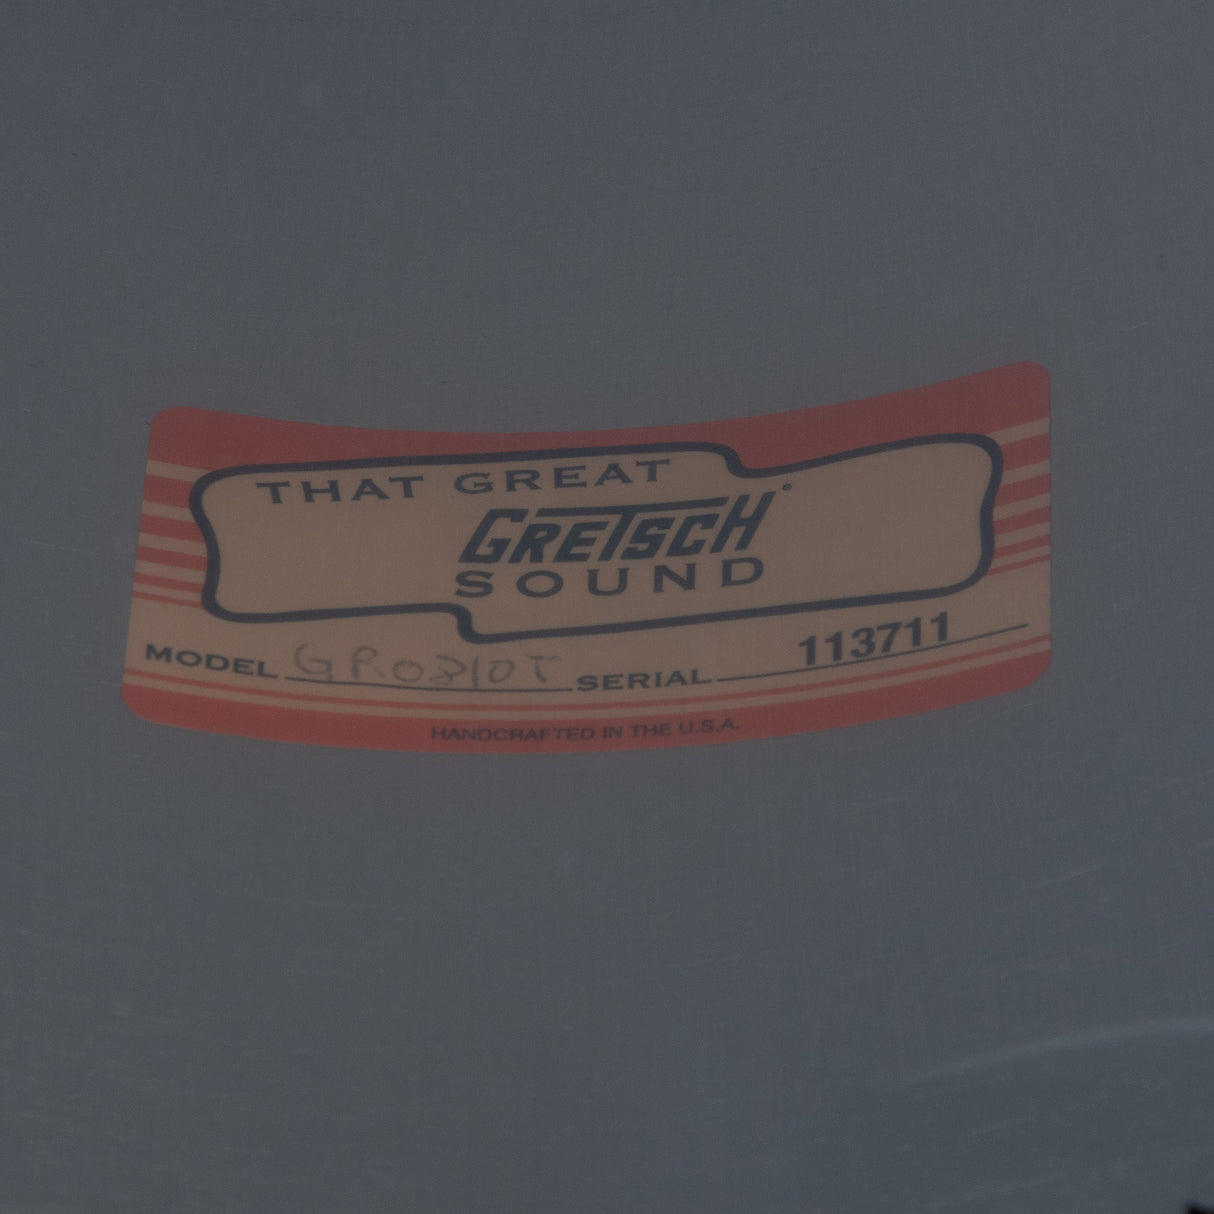 THAT GREAT
GRETSCH®
SOUND
MODEL GR0810T SERIAL 113711
HANDCRAFTED IN THE U.S.A.